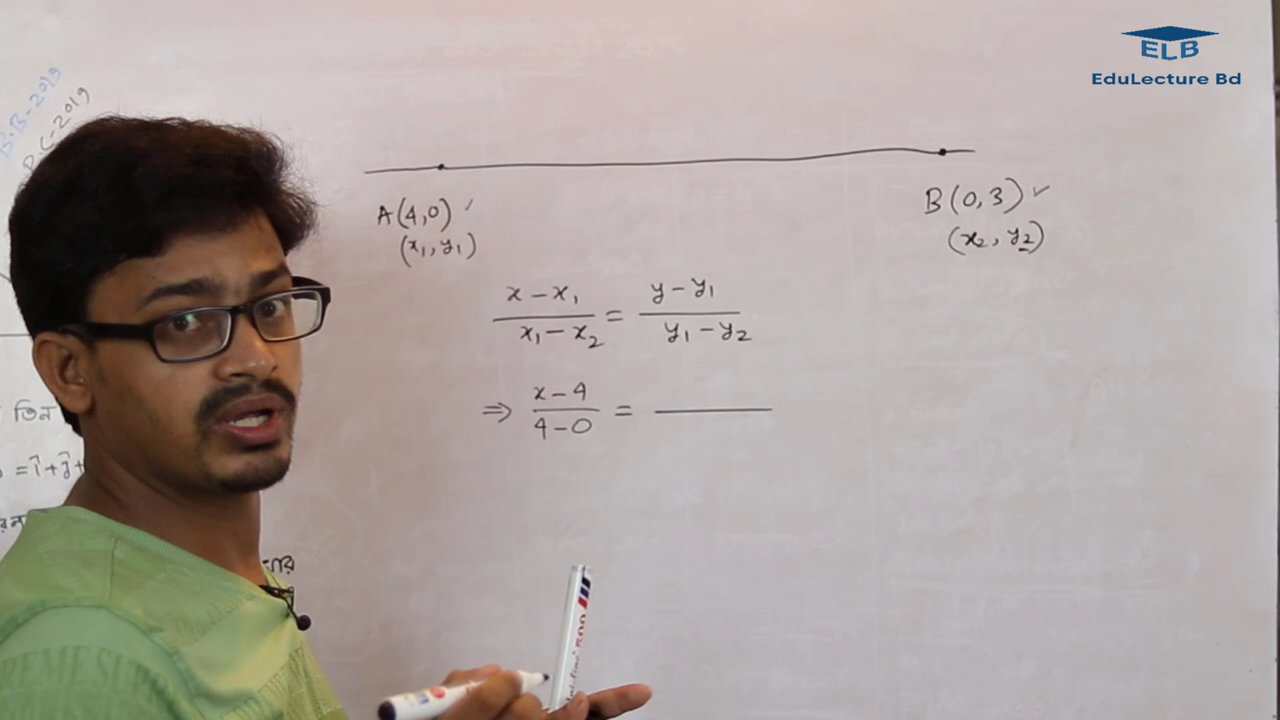 ELB
EduLecture Bd
B.B-2019
D.C-2019
A(4,0) ✓
(x₁, y₁)
B(0,3) ✓
(x₂, y₂)
x - x₁ / x₁ - x₂ = y - y₁ / y₁ - y₂
⇒ x - 4 / 4 - 0 = ――
তিন
= î + ĵ +